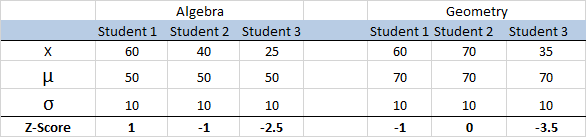 Algebra Geometry
Student 1 Student 2 Student 3 Student 1 Student 2 Student 3
x 60 40 25 60 70 35
μ 50 50 50 70 70 70
σ 10 10 10 10 10 10
Z-Score 1 -1 -2.5 -1 0 -3.5